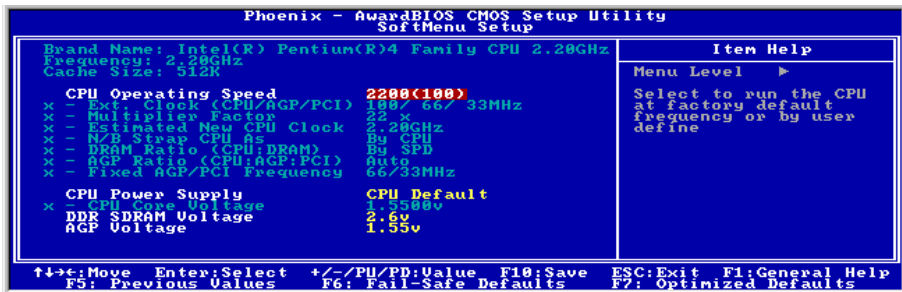 Phoenix - AwardBIOS CMOS Setup Utility
SoftMenu Setup
Brand Name: Intel(R) Pentium(R)4 Family CPU 2.20GHz
Frequency: 2.20GHz
Cache Size: 512K
CPU Operating Speed 2200(100)
x - Ext. Clock (CPU/AGP/PCI) 100/ 66/ 33MHz
x - Multiplier Factor 22 x
x - Estimated New CPU Clock 2.20GHz
x - N/B Strap CPU As By CPU
x - DRAM Ratio (CPU:DRAM) By SPD
x - AGP Ratio (CPU:AGP:PCI) Auto
x - Fixed AGP/PCI Frequency 66/33MHz
CPU Power Supply CPU Default
x - CPU Core Voltage 1.5500v
DDR SDRAM Voltage 2.6v
AGP Voltage 1.55v
Item Help
Menu Level ►
Select to run the CPU
at factory default
frequency or by user
define
↑↓→←:Move Enter:Select +/-/PU/PD:Value F10:Save ESC:Exit F1:General Help
F5: Previous Values F6: Fail-Safe Defaults F7: Optimized Defaults